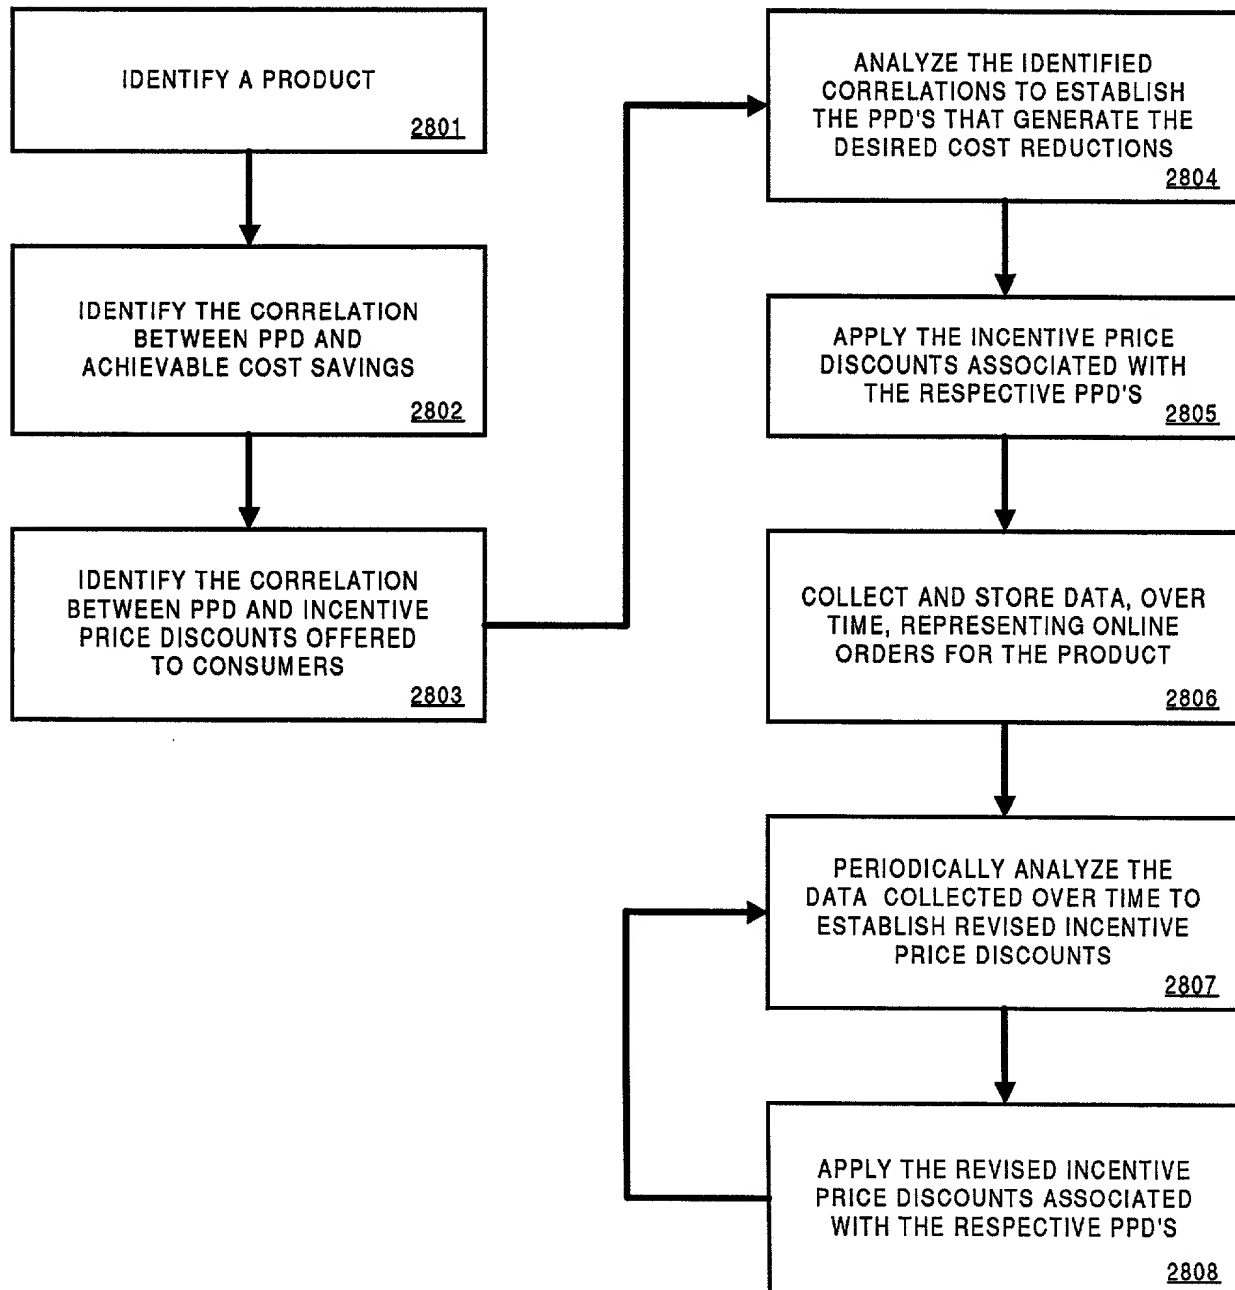 IDENTIFY A PRODUCT
2801
IDENTIFY THE CORRELATION
BETWEEN PPD AND
ACHIEVABLE COST SAVINGS
2802
IDENTIFY THE CORRELATION
BETWEEN PPD AND INCENTIVE
PRICE DISCOUNTS OFFERED
TO CONSUMERS
2803
ANALYZE THE IDENTIFIED
CORRELATIONS TO ESTABLISH
THE PPD'S THAT GENERATE THE
DESIRED COST REDUCTIONS
2804
APPLY THE INCENTIVE PRICE
DISCOUNTS ASSOCIATED WITH
THE RESPECTIVE PPD'S
2805
COLLECT AND STORE DATA, OVER
TIME, REPRESENTING ONLINE
ORDERS FOR THE PRODUCT
2806
PERIODICALLY ANALYZE THE
DATA COLLECTED OVER TIME TO
ESTABLISH REVISED INCENTIVE
PRICE DISCOUNTS
2807
APPLY THE REVISED INCENTIVE
PRICE DISCOUNTS ASSOCIATED
WITH THE RESPECTIVE PPD'S
2808